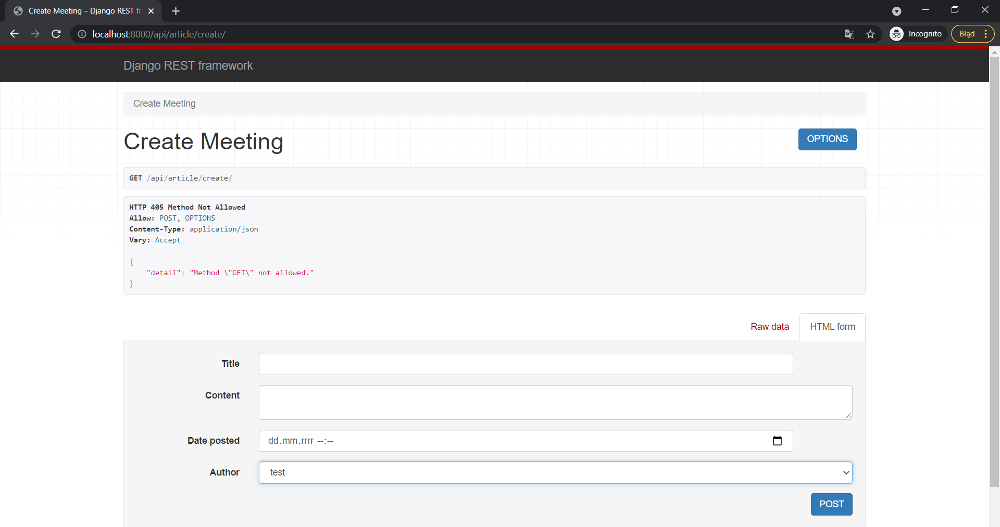 Create Meeting – Django REST fr
localhost:8000/api/article/create/
Incognito
Błąd
Django REST framework
Create Meeting
Create Meeting
OPTIONS
GET /api/article/create/
HTTP 405 Method Not Allowed
Allow: POST, OPTIONS
Content-Type: application/json
Vary: Accept
{
"detail": "Method \"GET\" not allowed."
}
Raw data
HTML form
Title
Content
Date posted
dd.mm.rrrr --:--
Author
test
POST